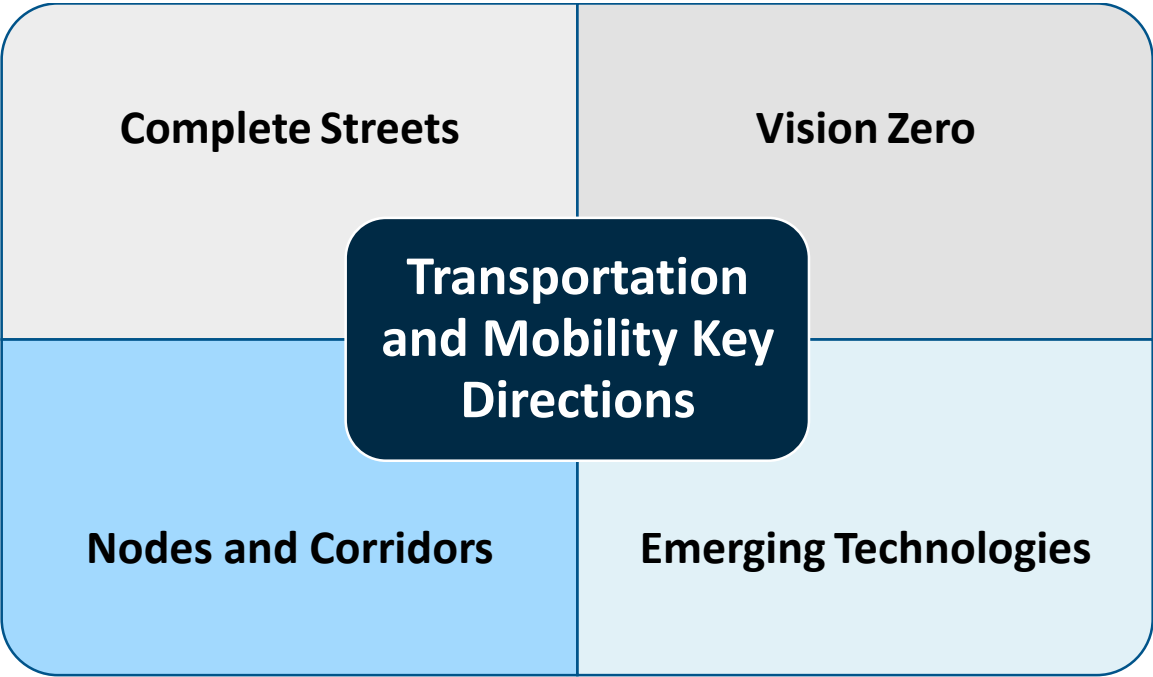 Complete Streets
Vision Zero
Transportation
and Mobility Key
Directions
Nodes and Corridors
Emerging Technologies